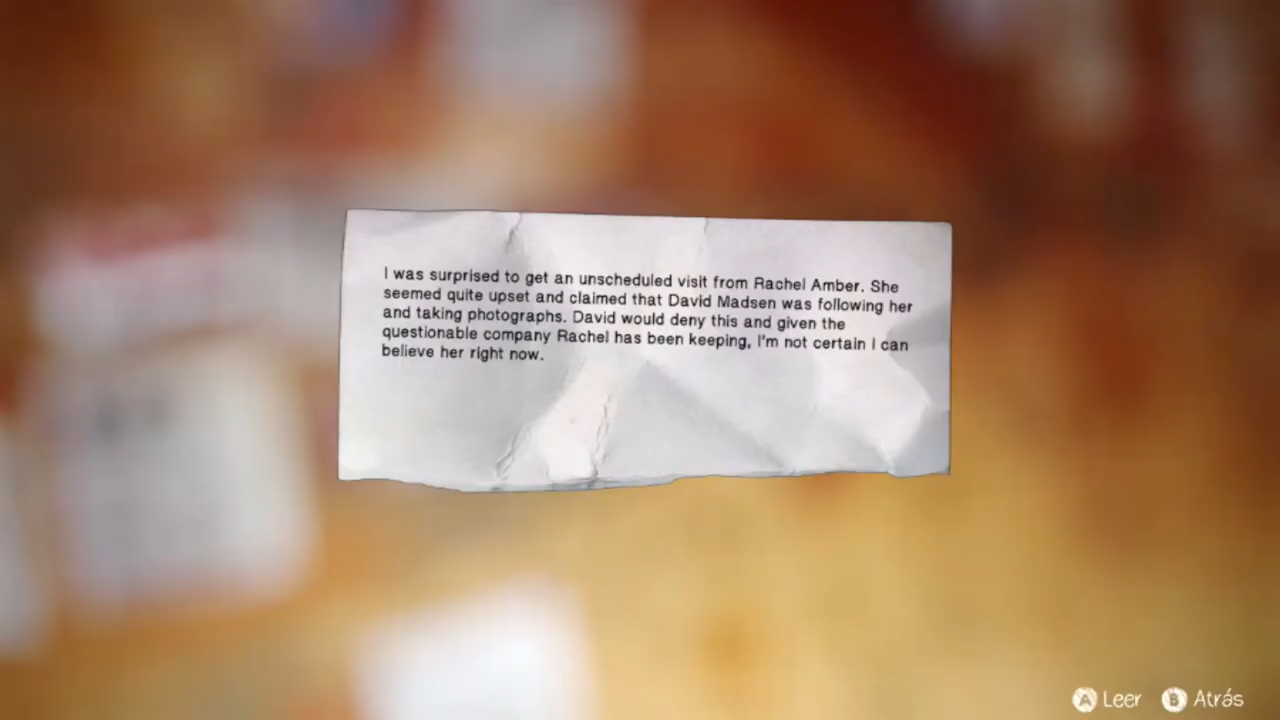 I was surprised to get an unscheduled visit from Rachel Amber. She
seemed quite upset and claimed that David Madsen was following her
and taking photographs. David would deny this and given the
questionable company Rachel has been keeping, I'm not certain I can
believe her right now.
A Leer B Atrás